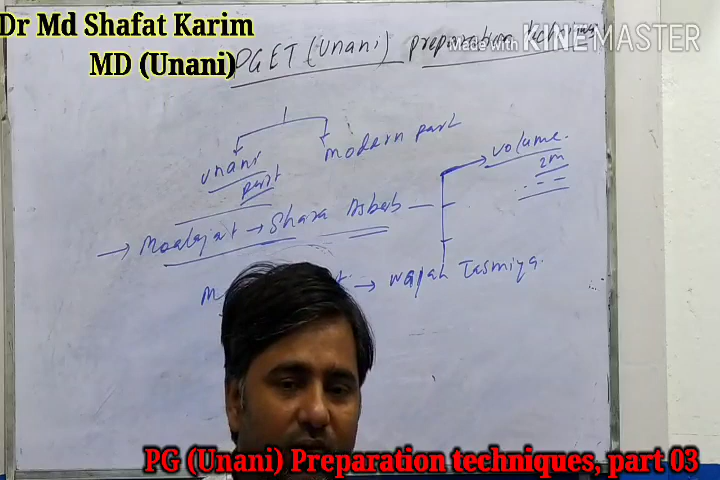 Dr Md Shafat Karim
MD (Unani)
PGET (Unani) preparation
Made with KINEMASTER
Unani part
Modern part
volume.
2m
→ Moalajat → Shara Asbab
→ wajah Tasmiya.
PG (Unani) Preparation techniques, part 03